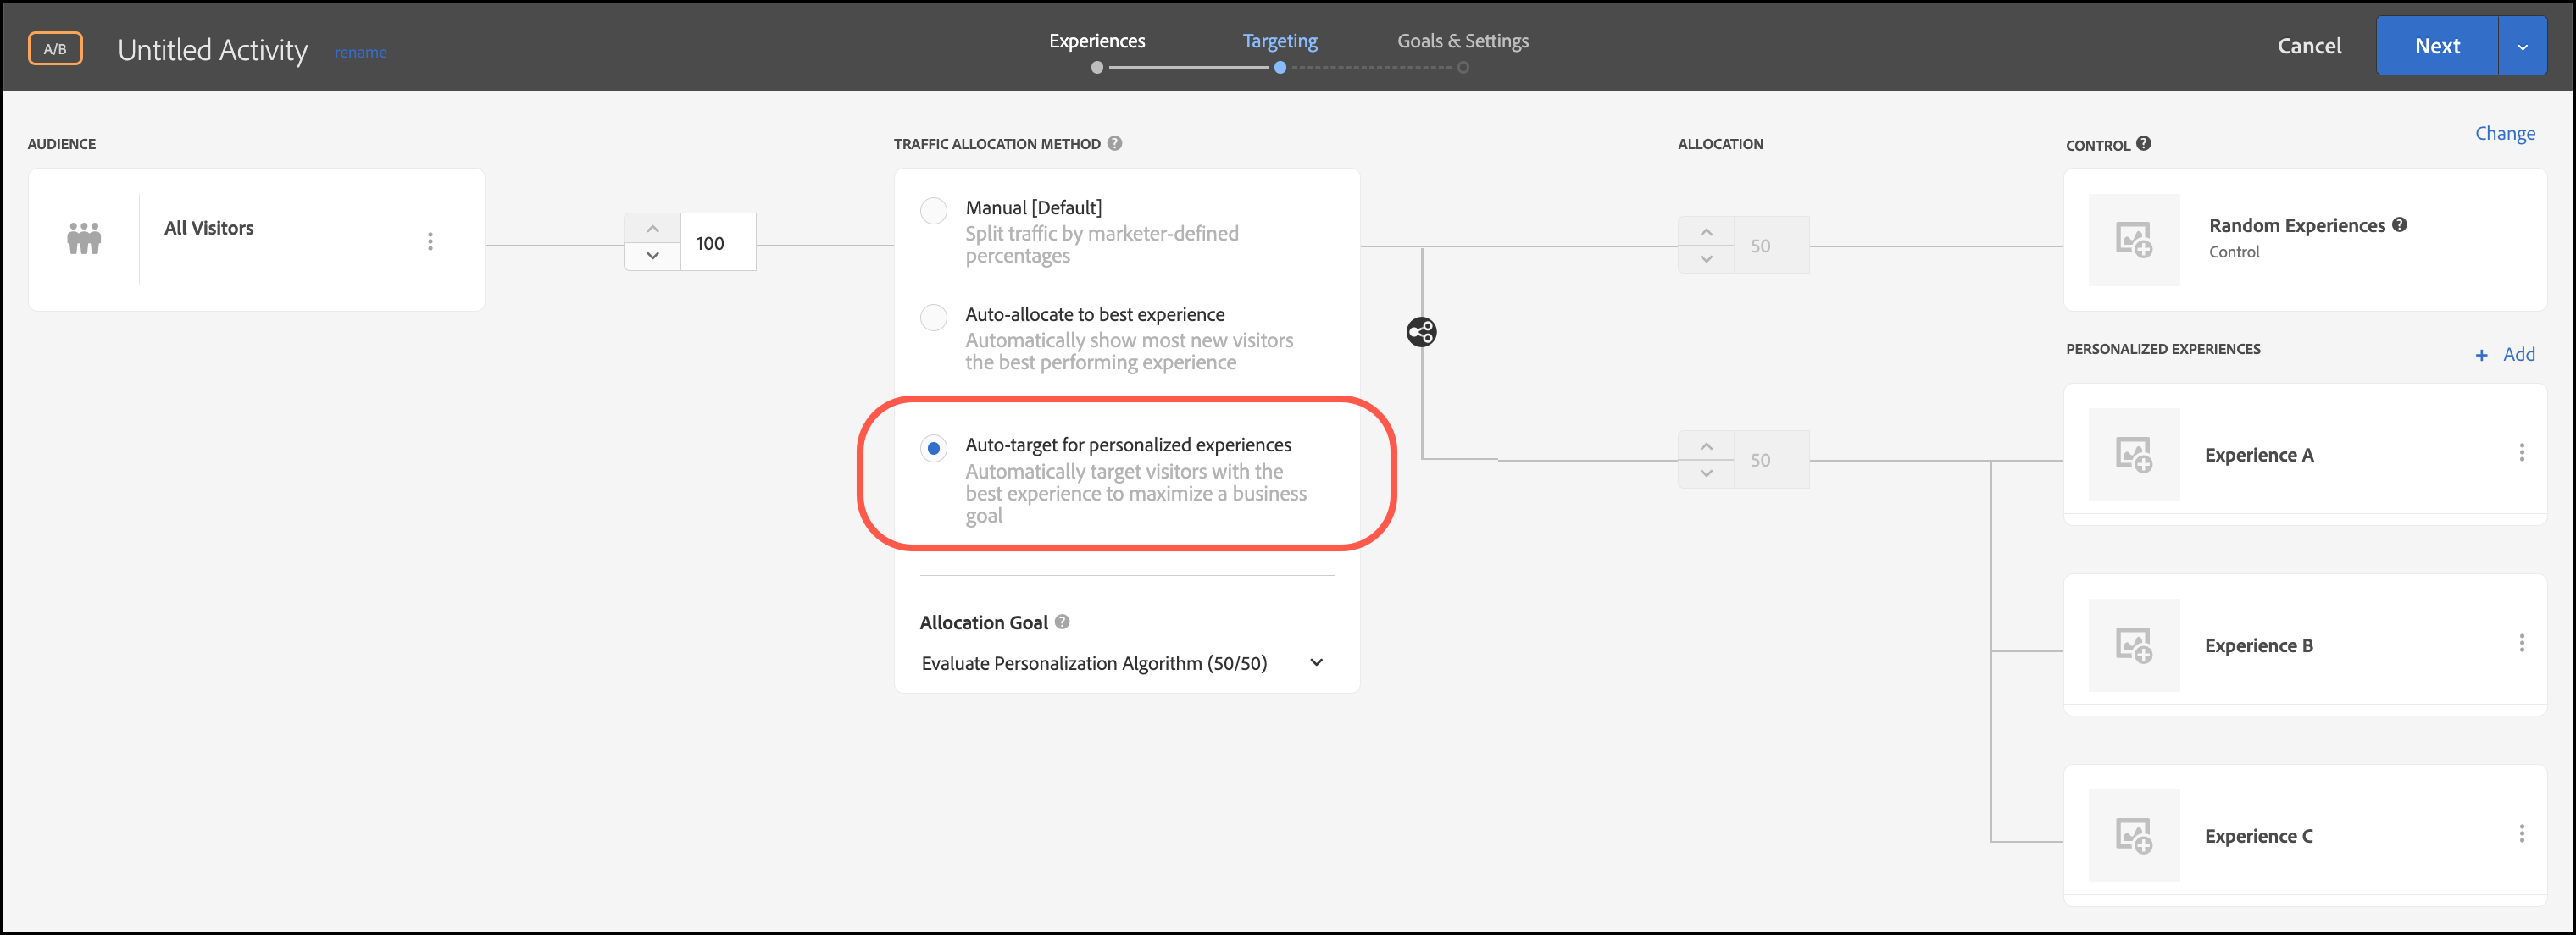 A/B
Untitled Activity
rename
Experiences
Targeting
Goals & Settings
Cancel
Next
AUDIENCE
All Visitors
100
TRAFFIC ALLOCATION METHOD ?
Manual [Default]
Split traffic by marketer-defined
percentages
Auto-allocate to best experience
Automatically show most new visitors
the best performing experience
Auto-target for personalized experiences
Automatically target visitors with the
best experience to maximize a business
goal
Allocation Goal ?
Evaluate Personalization Algorithm (50/50)
ALLOCATION
50
50
CONTROL ?
Change
Random Experiences ?
Control
PERSONALIZED EXPERIENCES
+ Add
Experience A
Experience B
Experience C